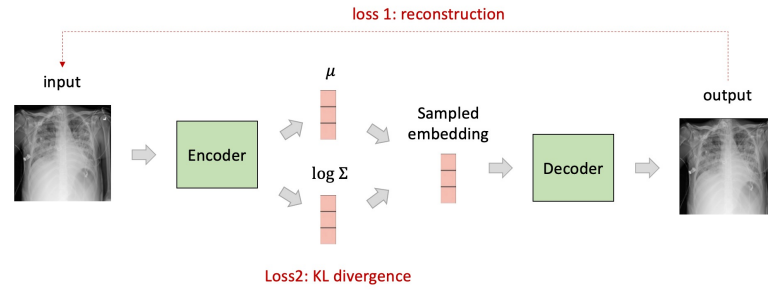 loss 1: reconstruction
input
μ
output
Sampled
embedding
Encoder
Decoder
log Σ
Loss2: KL divergence